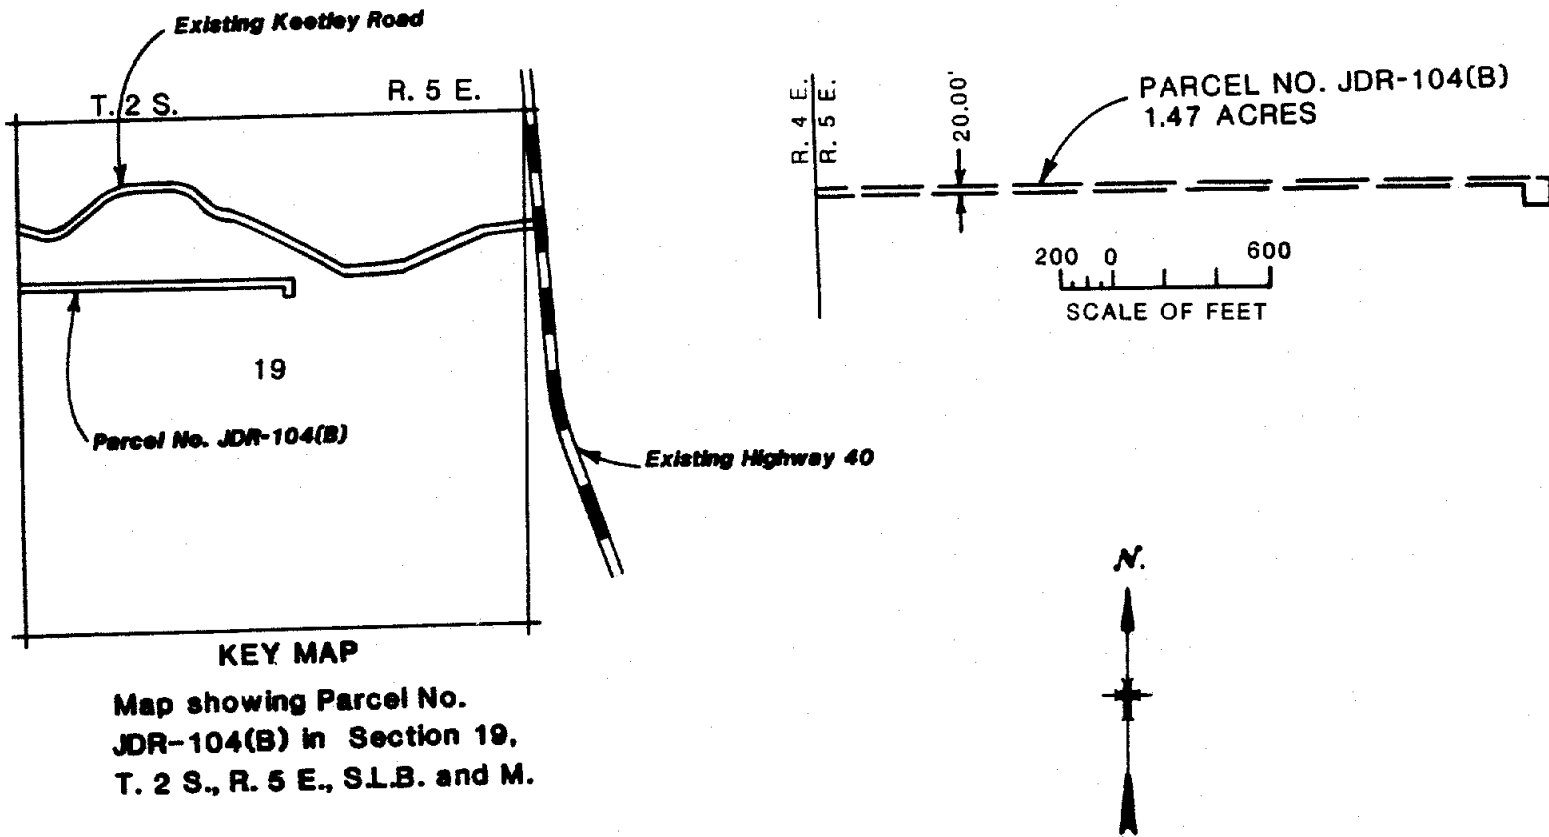 Existing Keetley Road
T. 2 S.
R. 5 E.
19
Parcel No. JDR-104(B)
Existing Highway 40
KEY MAP
Map showing Parcel No.
JDR-104(B) in Section 19,
T. 2 S., R. 5 E., S.L.B. and M.
R. 4 E.
R. 5 E.
20.00'
PARCEL NO. JDR-104(B)
1.47 ACRES
200 0 600
SCALE OF FEET
N.